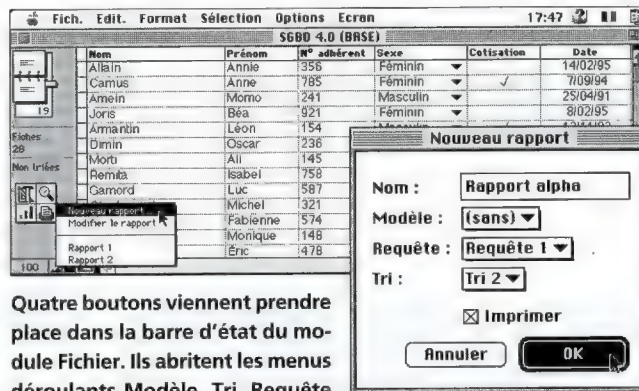 Fich. Edit. Format Sélection Options Ecran 17:47
SGBD 4.0 (BASE)
Nom Prénom N° adhérent Sexe Cotisation Date
Allain Annie 356 Féminin 14/02/95
Camus Anne 785 Féminin √ 7/09/94
Amein Momo 241 Masculin 25/04/91
Joris Béa 921 Féminin 8/02/95
Armantin Léon 154
Dimin Oscar 236
Morti Ali 145
Remita Isabel 758
Gamord Luc 587
Michel 321
Fabienne 574
Monique 148
Éric 478
19
Fiches
28
Non triées
Nouveau rapport...
Modifier le rapport
Rapport 1
Rapport 2
100
Nouveau rapport
Nom : Rapport alpha
Modèle : (sans)
Requête : Requête 1
Tri : Tri 2
Imprimer
Annuler OK
Quatre boutons viennent prendre
place dans la barre d'état du mo-
dule Fichier. Ils abritent les menus
déroulants Modèle, Tri, Requête